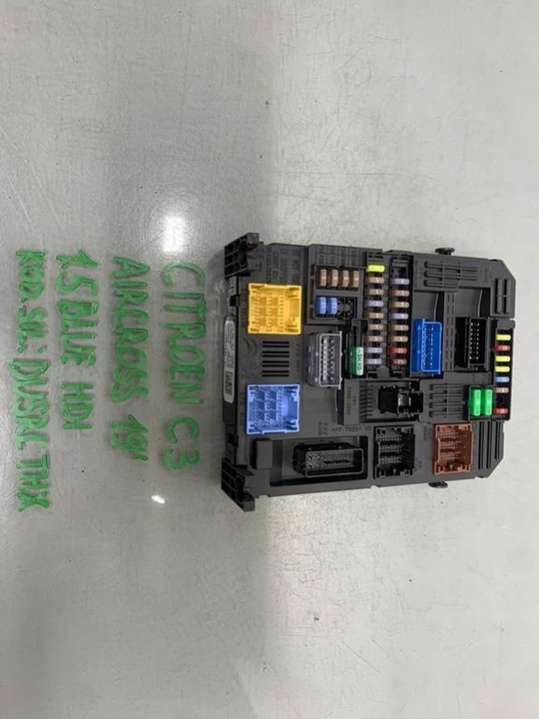 CITROEN C3
AIRCROSS 19'
1.5 BLUE HDI
KOD. SIL: DV5RC THX